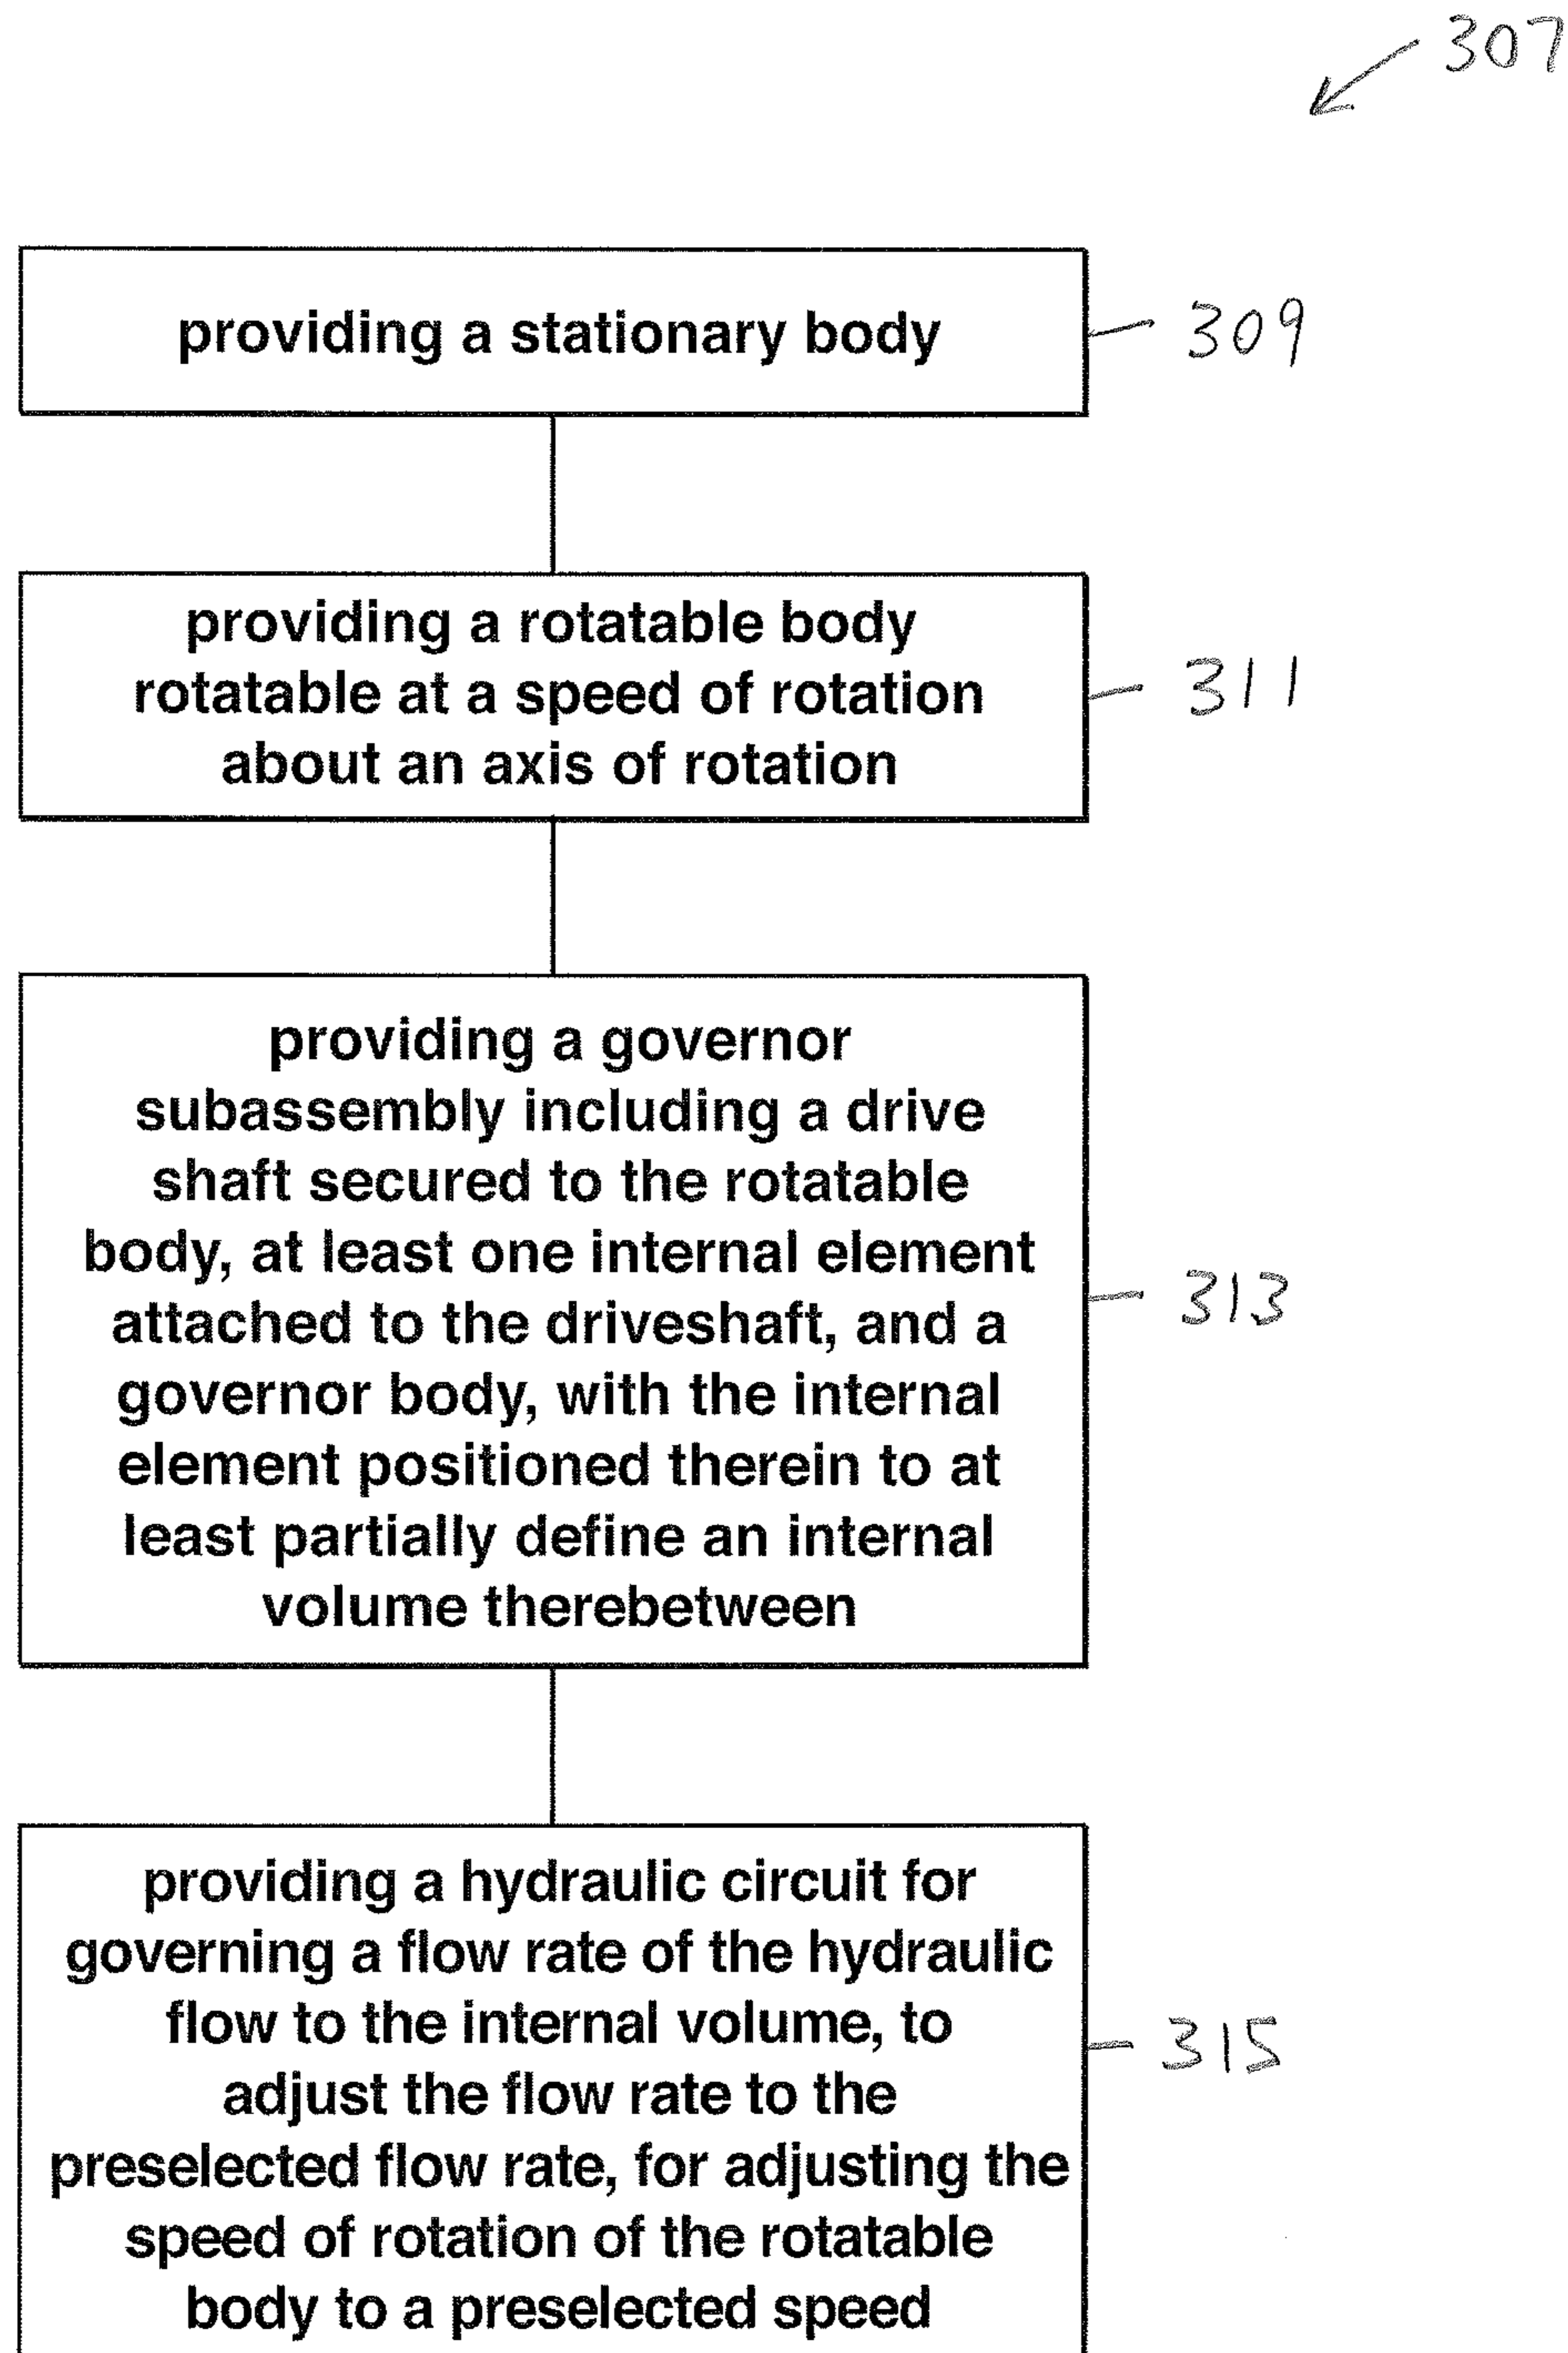 307
providing a stationary body
309
providing a rotatable body
rotatable at a speed of rotation
about an axis of rotation
311
providing a governor
subassembly including a drive
shaft secured to the rotatable
body, at least one internal element
attached to the driveshaft, and a
governor body, with the internal
element positioned therein to at
least partially define an internal
volume therebetween
313
providing a hydraulic circuit for
governing a flow rate of the hydraulic
flow to the internal volume, to
adjust the flow rate to the
preselected flow rate, for adjusting the
speed of rotation of the rotatable
body to a preselected speed
315